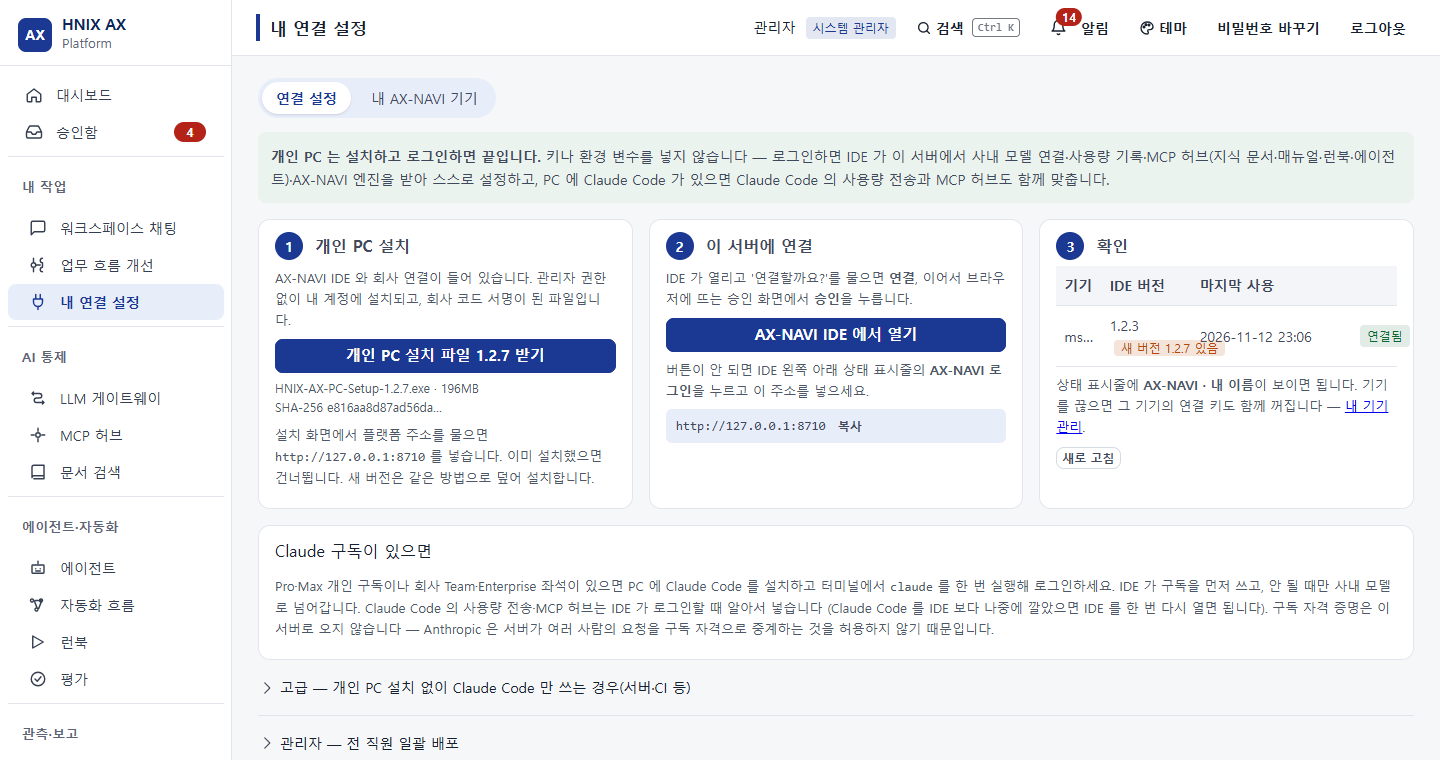 AX
HNIX AX
Platform
내 연결 설정
관리자
시스템 관리자
검색
Ctrl K
14
알림
테마
비밀번호 바꾸기
로그아웃
대시보드
승인함
4
내 작업
워크스페이스 채팅
업무 흐름 개선
내 연결 설정
AI 통제
LLM 게이트웨이
MCP 허브
문서 검색
에이전트·자동화
에이전트
자동화 흐름
런북
평가
관측·보고
연결 설정
내 AX-NAVI 기기
개인 PC 는 설치하고 로그인하면 끝입니다. 키나 환경 변수를 넣지 않습니다 — 로그인하면 IDE 가 이 서버에서 사내 모델 연결·사용량 기록·MCP 허브(지식 문서·매뉴얼·런북·에이전
트)·AX-NAVI 엔진을 받아 스스로 설정하고, PC 에 Claude Code 가 있으면 Claude Code 의 사용량 전송과 MCP 허브도 함께 맞춥니다.
1 개인 PC 설치
AX-NAVI IDE 와 회사 연결이 들어 있습니다. 관리자 권한
없이 내 계정에 설치되고, 회사 코드 서명이 된 파일입니
다.
개인 PC 설치 파일 1.2.7 받기
HNIX-AX-PC-Setup-1.2.7.exe · 196MB
SHA-256 e816aa8d87ad56da...
설치 화면에서 플랫폼 주소를 물으면
http://127.0.0.1:8710 를 넣습니다. 이미 설치했으면
건너뜁니다. 새 버전은 같은 방법으로 덮어 설치합니다.
2 이 서버에 연결
IDE 가 열리고 '연결할까요?'를 물으면 연결, 이어서 브라우
저에 뜨는 승인 화면에서 승인을 누릅니다.
AX-NAVI IDE 에서 열기
버튼이 안 되면 IDE 왼쪽 아래 상태 표시줄의 AX-NAVI 로
그인을 누르고 이 주소를 넣으세요.
http://127.0.0.1:8710 복사
3 확인
기기 IDE 버전 마지막 사용
ms... 1.2.3 2026-11-12 23:06 연결됨
새 버전 1.2.7 있음
상태 표시줄에 AX-NAVI · 내 이름이 보이면 됩니다. 기기
를 끊으면 그 기기의 연결 키도 함께 꺼집니다 — 내 기기
관리.
새로 고침
Claude 구독이 있으면
Pro·Max 개인 구독이나 회사 Team·Enterprise 좌석이 있으면 PC 에 Claude Code 를 설치하고 터미널에서 claude 를 한 번 실행해 로그인하세요. IDE 가 구독을 먼저 쓰고, 안 될 때만 사내 모델
로 넘어갑니다. Claude Code 의 사용량 전송·MCP 허브는 IDE 가 로그인할 때 알아서 넣습니다 (Claude Code 를 IDE 보다 나중에 깔았으면 IDE 를 한 번 다시 열면 됩니다). 구독 자격 증명은 이
서버로 오지 않습니다 — Anthropic 은 서버가 여러 사람의 요청을 구독 자격으로 중계하는 것을 허용하지 않기 때문입니다.
고급 — 개인 PC 설치 없이 Claude Code 만 쓰는 경우(서버·CI 등)
관리자 — 전 직원 일괄 배포